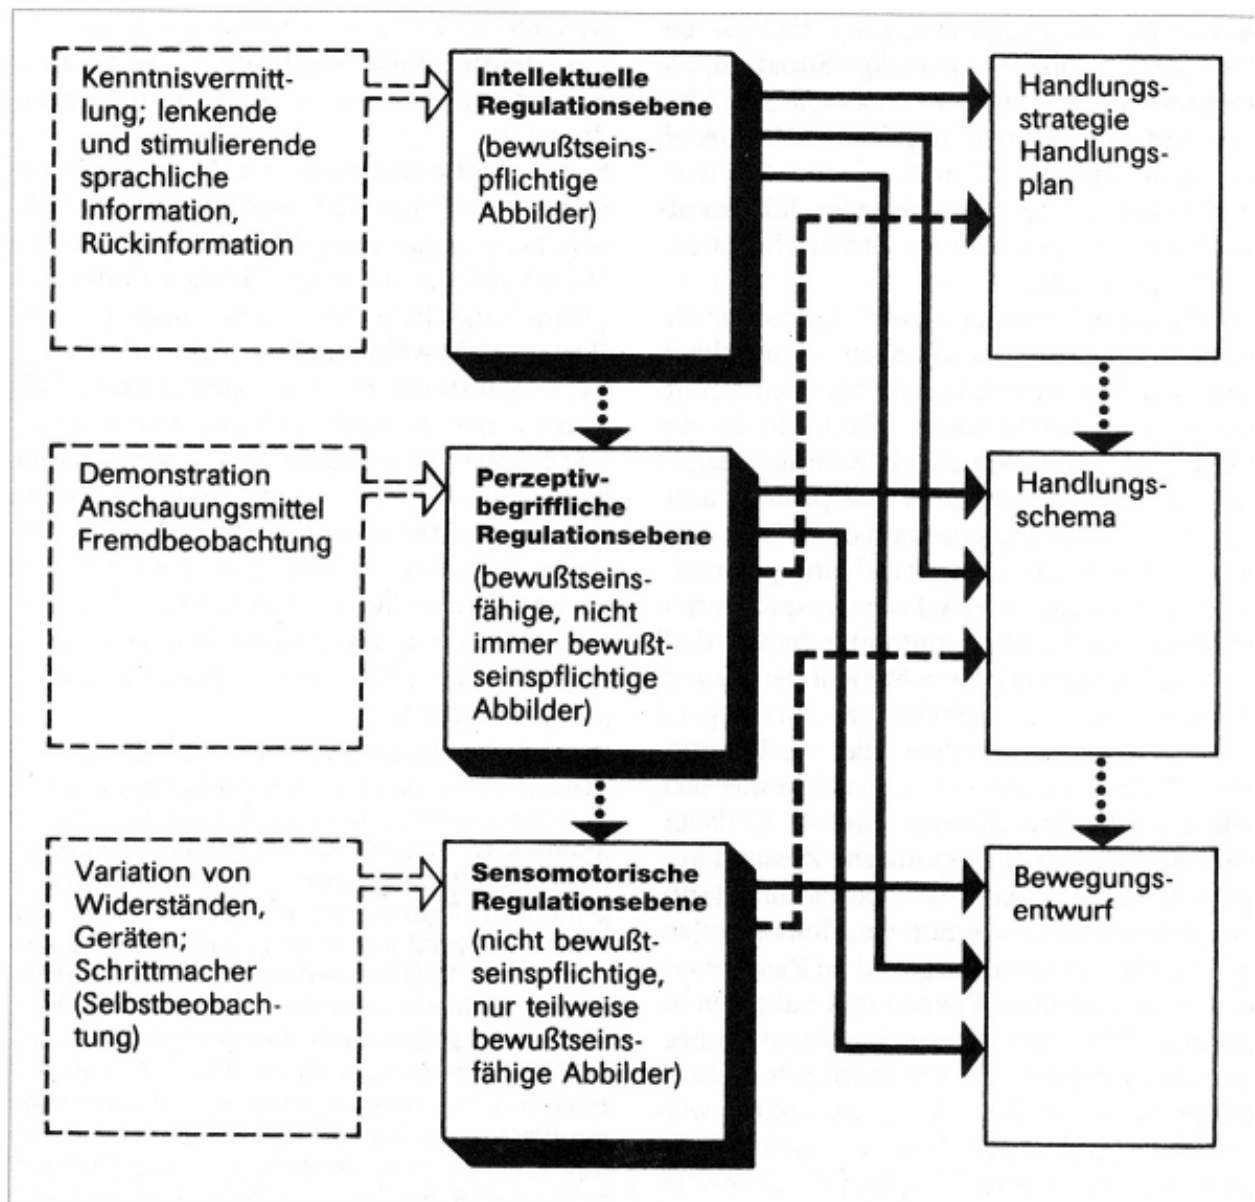 Kenntnisvermitt-
lung; lenkende
und stimulierende
sprachliche
Information,
Rückinformation
Intellektuelle
Regulationsebene
(bewußtseins-
pflichtige
Abbilder)
Handlungs-
strategie
Handlungs-
plan
Demonstration
Anschauungsmittel
Fremdbeobachtung
Perzeptiv-
begriffliche
Regulationsebene
(bewußtseins-
fähige, nicht
immer bewußt-
seinspflichtige
Abbilder)
Handlungs-
schema
Variation von
Widerständen,
Geräten;
Schrittmacher
(Selbstbeobach-
tung)
Sensomotorische
Regulationsebene
(nicht bewußt-
seinspflichtige,
nur teilweise
bewußtseins-
fähige Abbilder)
Bewegungs-
entwurf